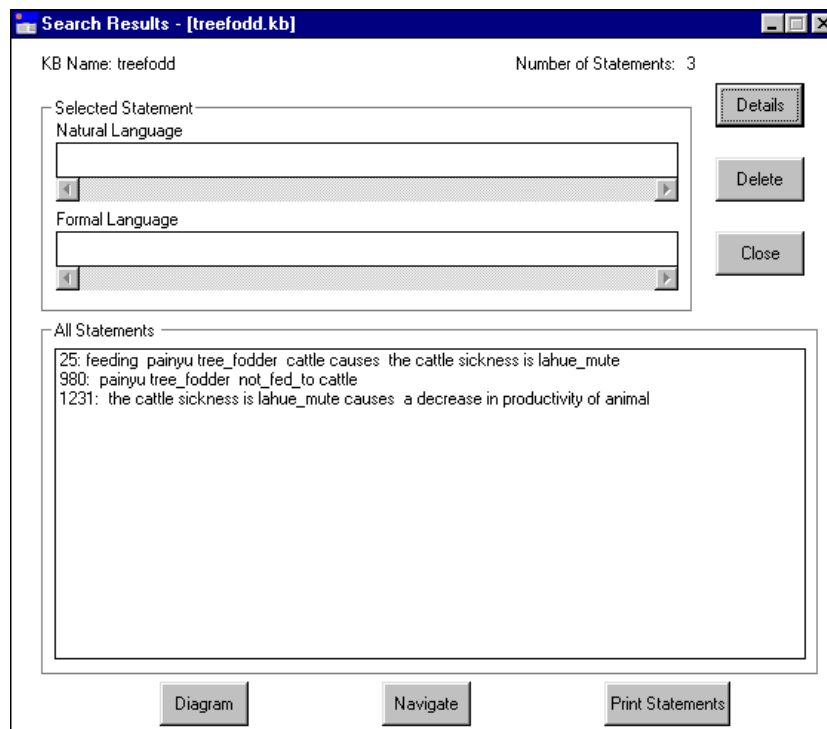 Search Results - [treefodd.kb]
KB Name: treefodd
Number of Statements: 3
Selected Statement
Natural Language
Formal Language
Details
Delete
Close
All Statements
25: feeding painyu tree_fodder cattle causes the cattle sickness is lahue_mute
980: painyu tree_fodder not_fed_to cattle
1231: the cattle sickness is lahue_mute causes a decrease in productivity of animal
Diagram
Navigate
Print Statements